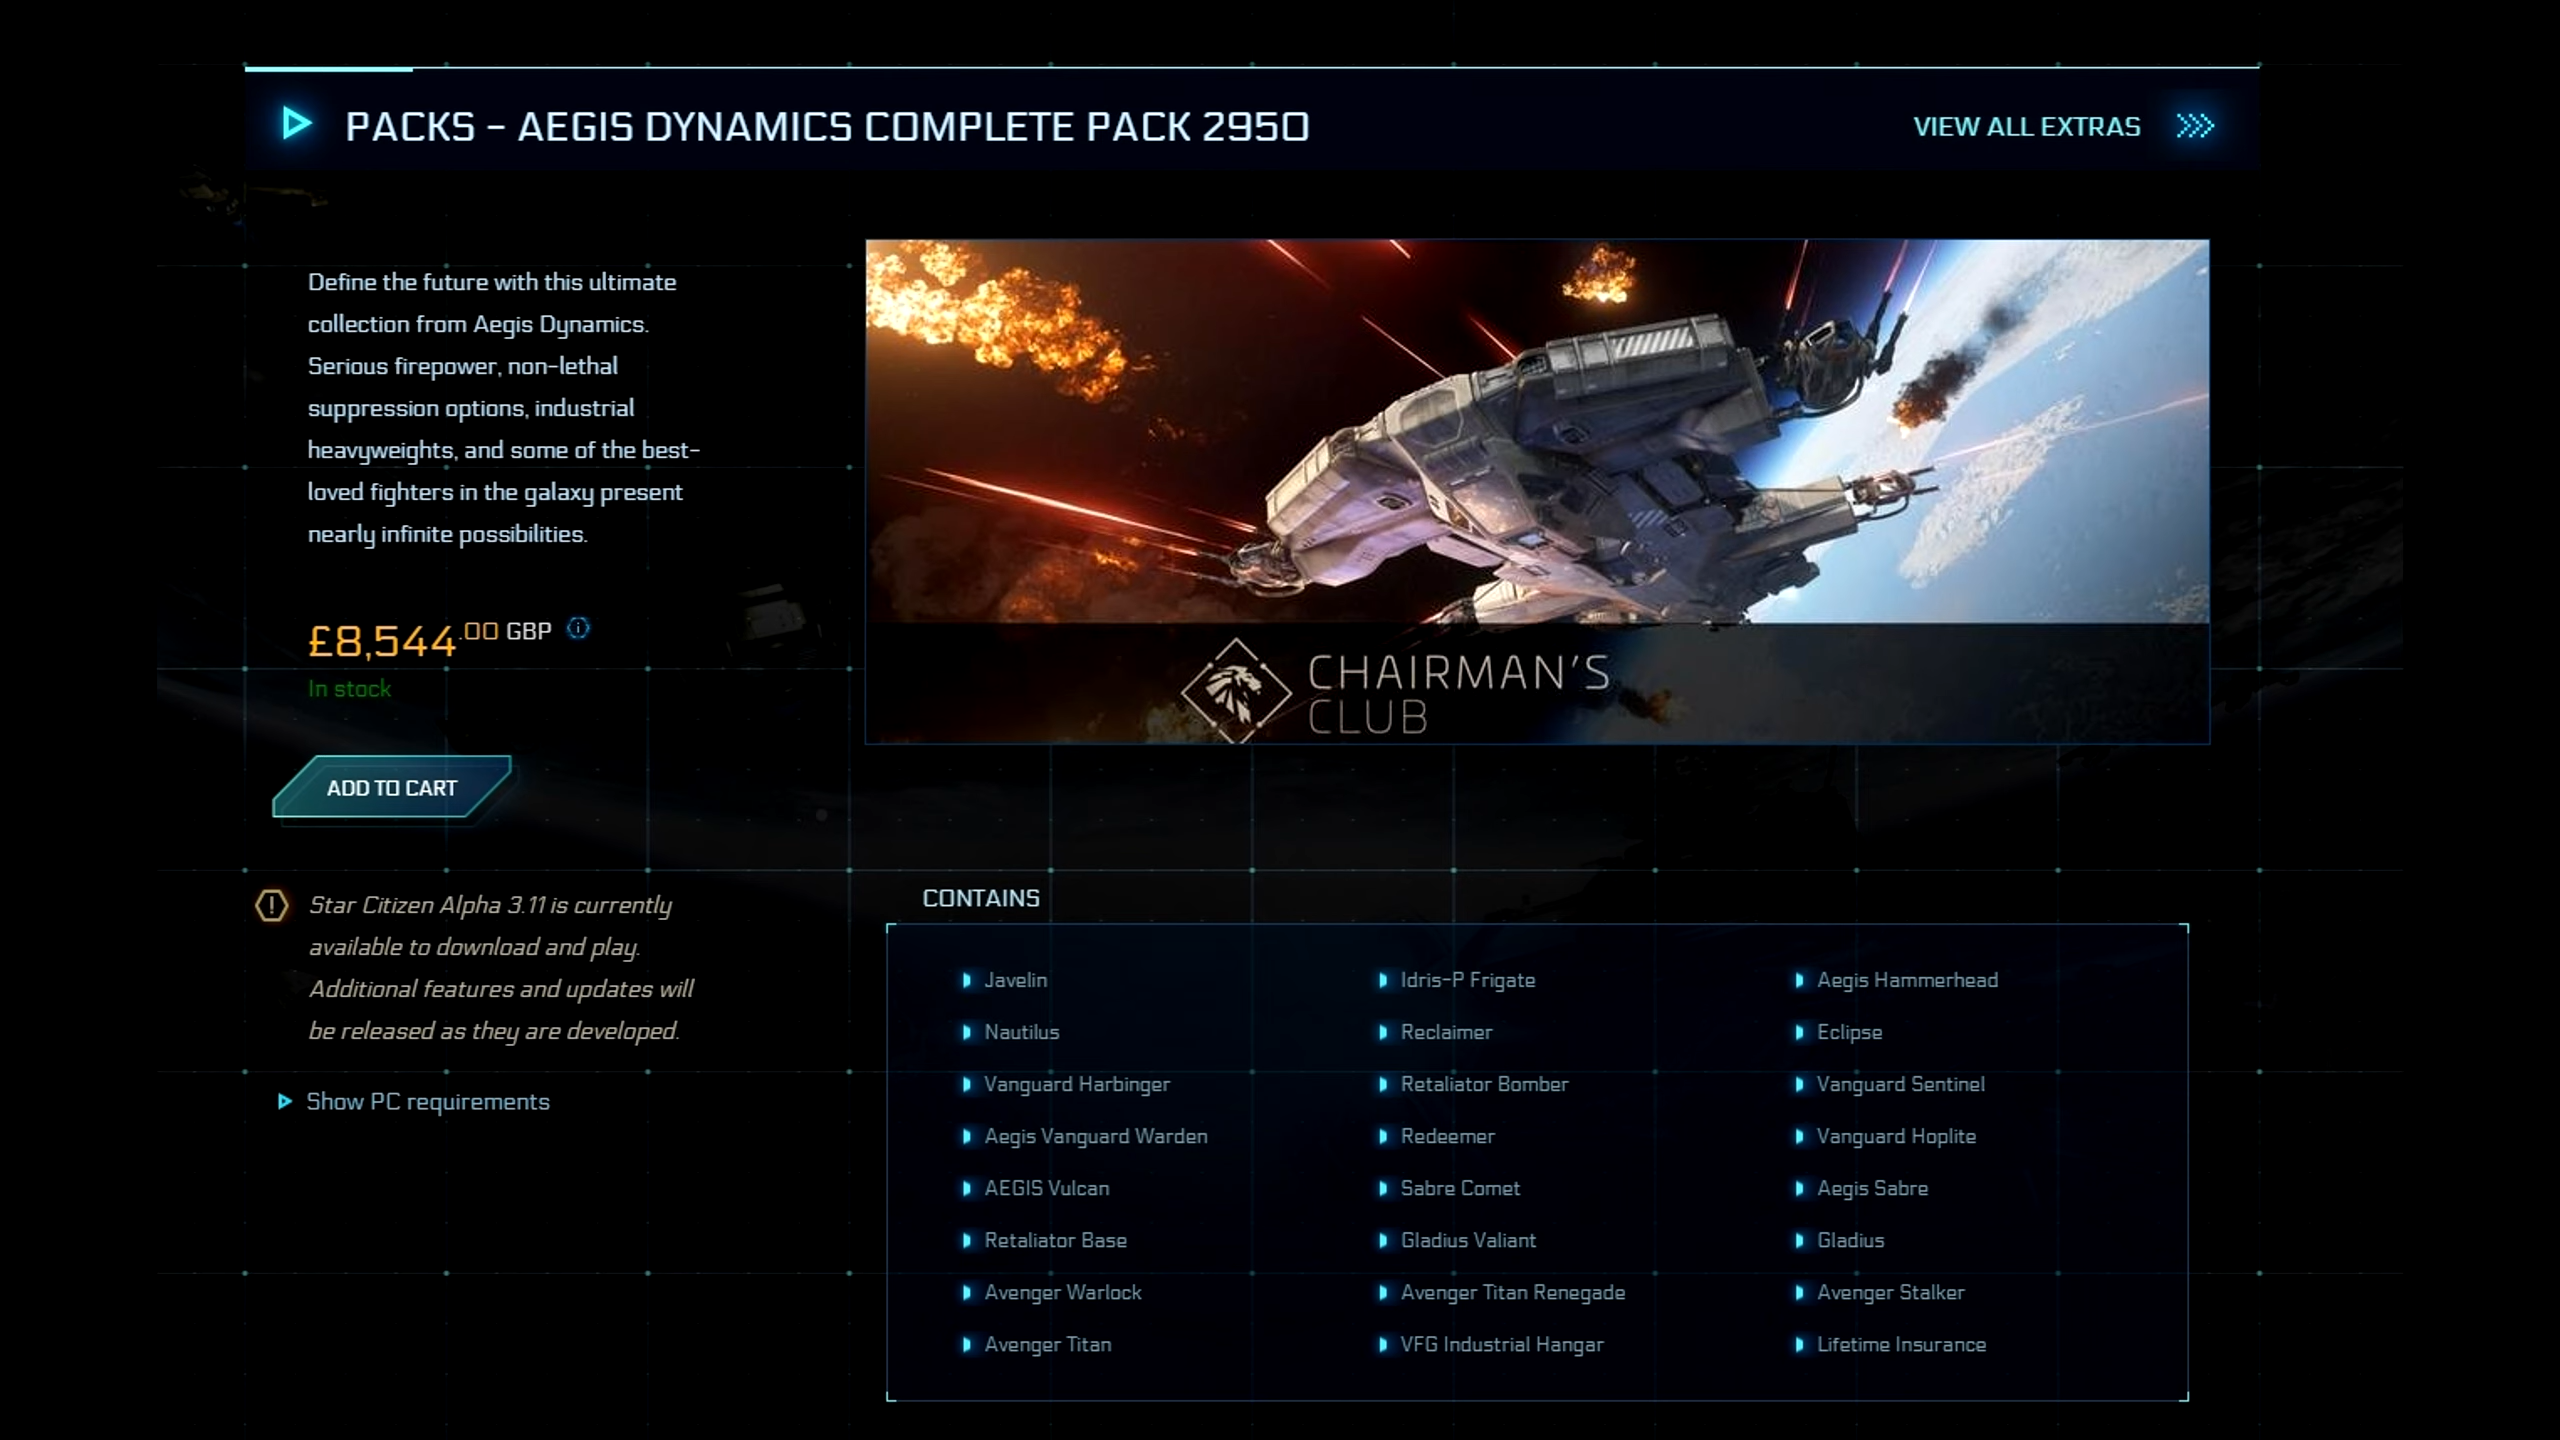 PACKS - AEGIS DYNAMICS COMPLETE PACK 2950
VIEW ALL EXTRAS
Define the future with this ultimate
collection from Aegis Dynamics.
Serious firepower, non-lethal
suppression options, industrial
heavyweights, and some of the best-
loved fighters in the galaxy present
nearly infinite possibilities.
£8,544.00 GBP
In stock
ADD TO CART
Star Citizen Alpha 3.11 is currently
available to download and play.
Additional features and updates will
be released as they are developed.
Show PC requirements
CHAIRMAN'S
CLUB
CONTAINS
Javelin
Idris-P Frigate
Aegis Hammerhead
Nautilus
Reclaimer
Eclipse
Vanguard Harbinger
Retaliator Bomber
Vanguard Sentinel
Aegis Vanguard Warden
Redeemer
Vanguard Hoplite
AEGIS Vulcan
Sabre Comet
Aegis Sabre
Retaliator Base
Gladius Valiant
Gladius
Avenger Warlock
Avenger Titan Renegade
Avenger Stalker
Avenger Titan
VFG Industrial Hangar
Lifetime Insurance